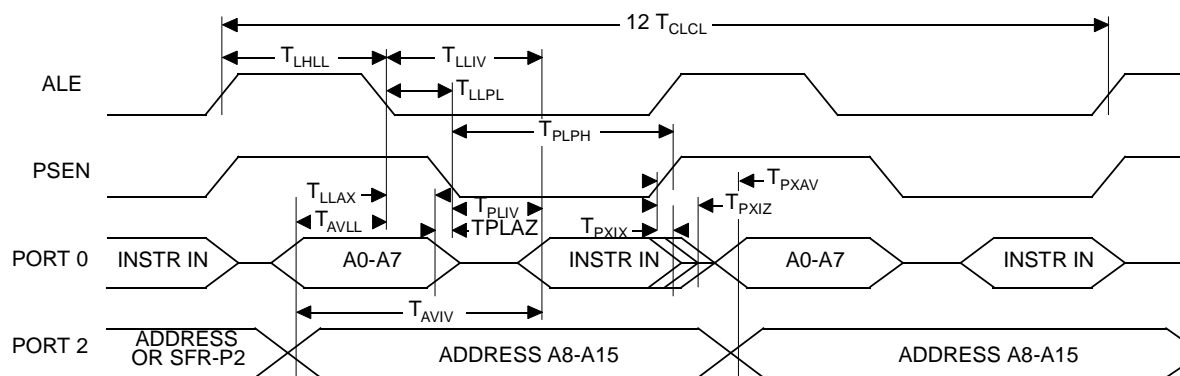 12 TCLCL
TLHLL TLLIV
ALE
TLLPL
TPLPH
PSEN
TPXAV
TLLAX
TPXIZ
TAVLL TPLIV
TPLAZ TPXIX
PORT 0 INSTR IN A0-A7 INSTR IN A0-A7 INSTR IN
TAVIV
PORT 2 ADDRESS
OR SFR-P2 ADDRESS A8-A15 ADDRESS A8-A15